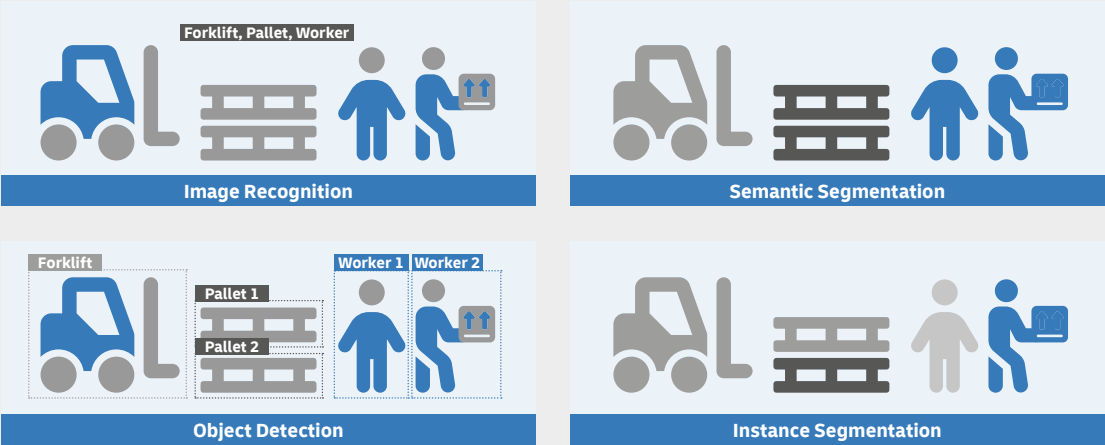 Forklift, Pallet, Worker
Image Recognition
Semantic Segmentation
Forklift
Worker 1
Worker 2
Pallet 1
Pallet 2
Object Detection
Instance Segmentation